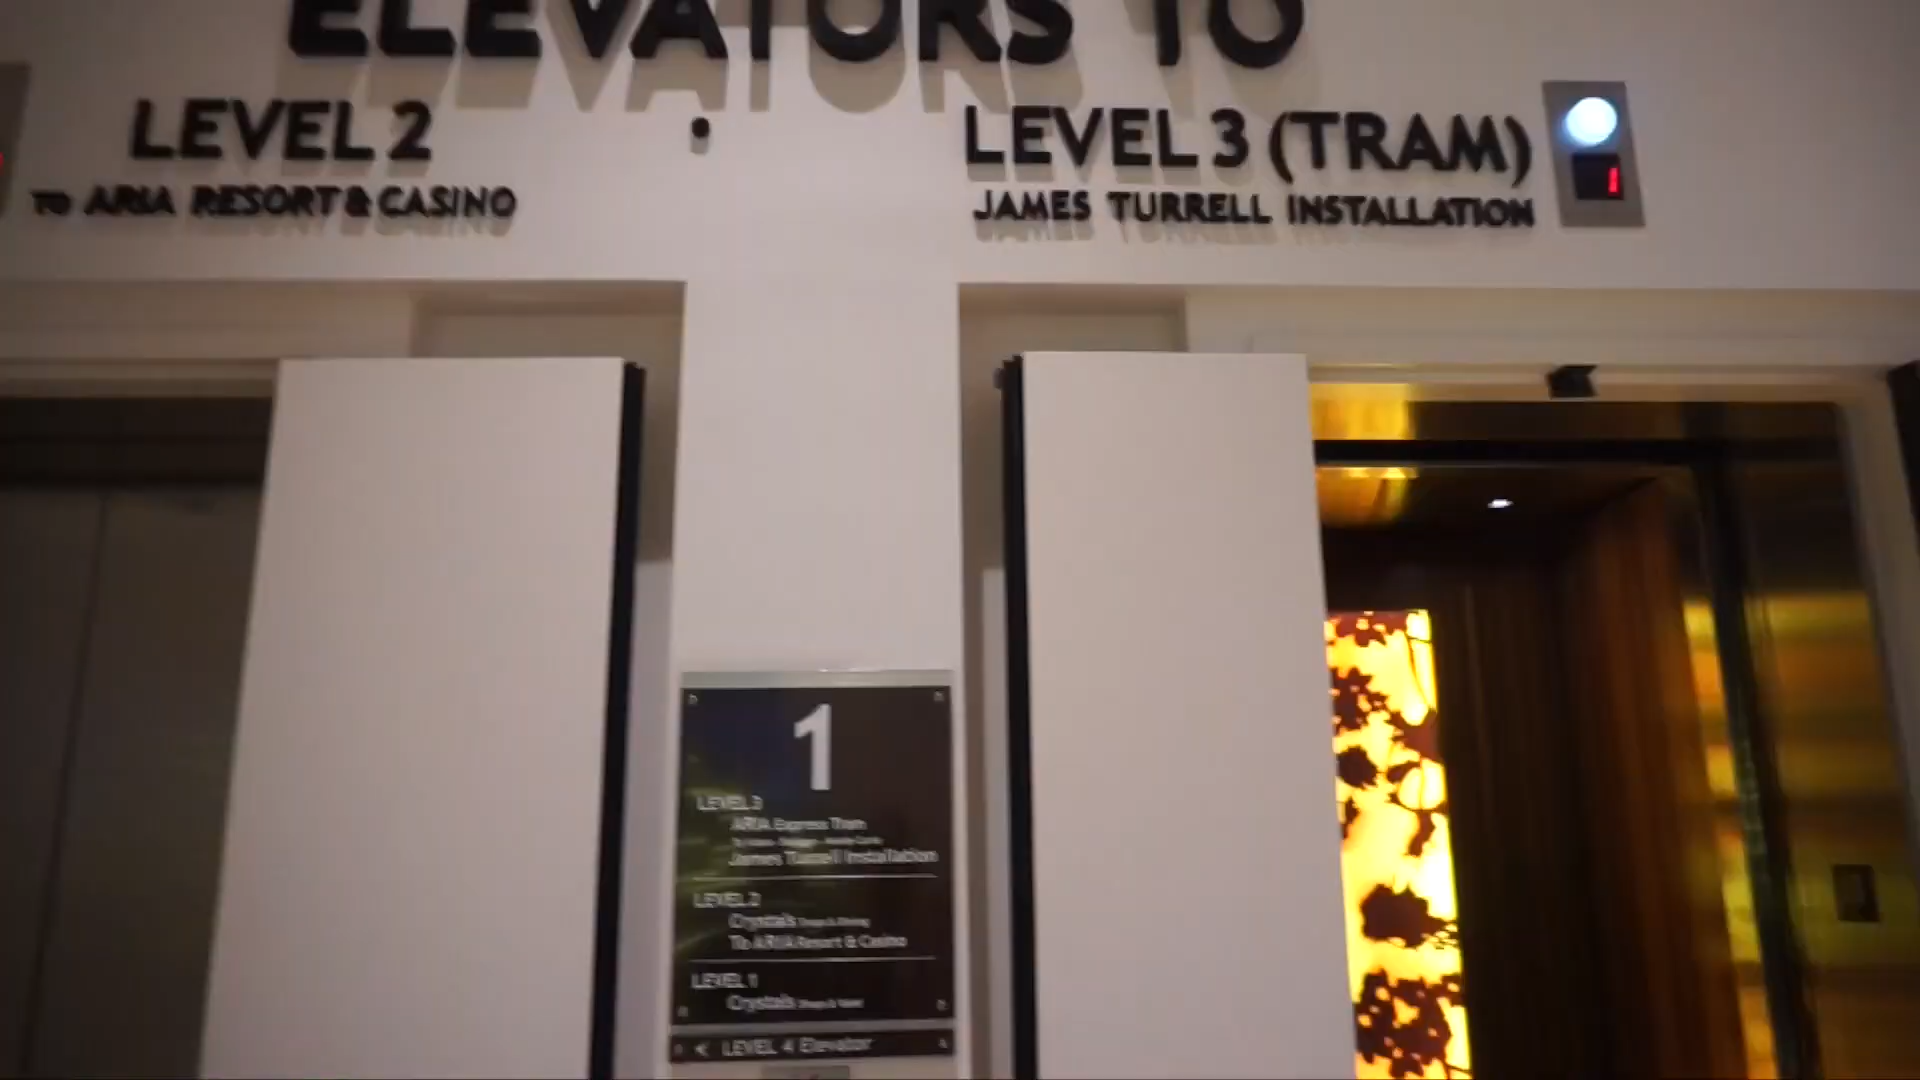 ELEVATORS TO
LEVEL 2
TO ARIA RESORT & CASINO
LEVEL 3 (TRAM)
JAMES TURRELL INSTALLATION
1
1
LEVEL 3
ARIA Express Tram
James Turrell Installation
LEVEL 2
Crystals
To ARIA Resort & Casino
LEVEL 1
Crystals
< LEVEL 4 Elevator